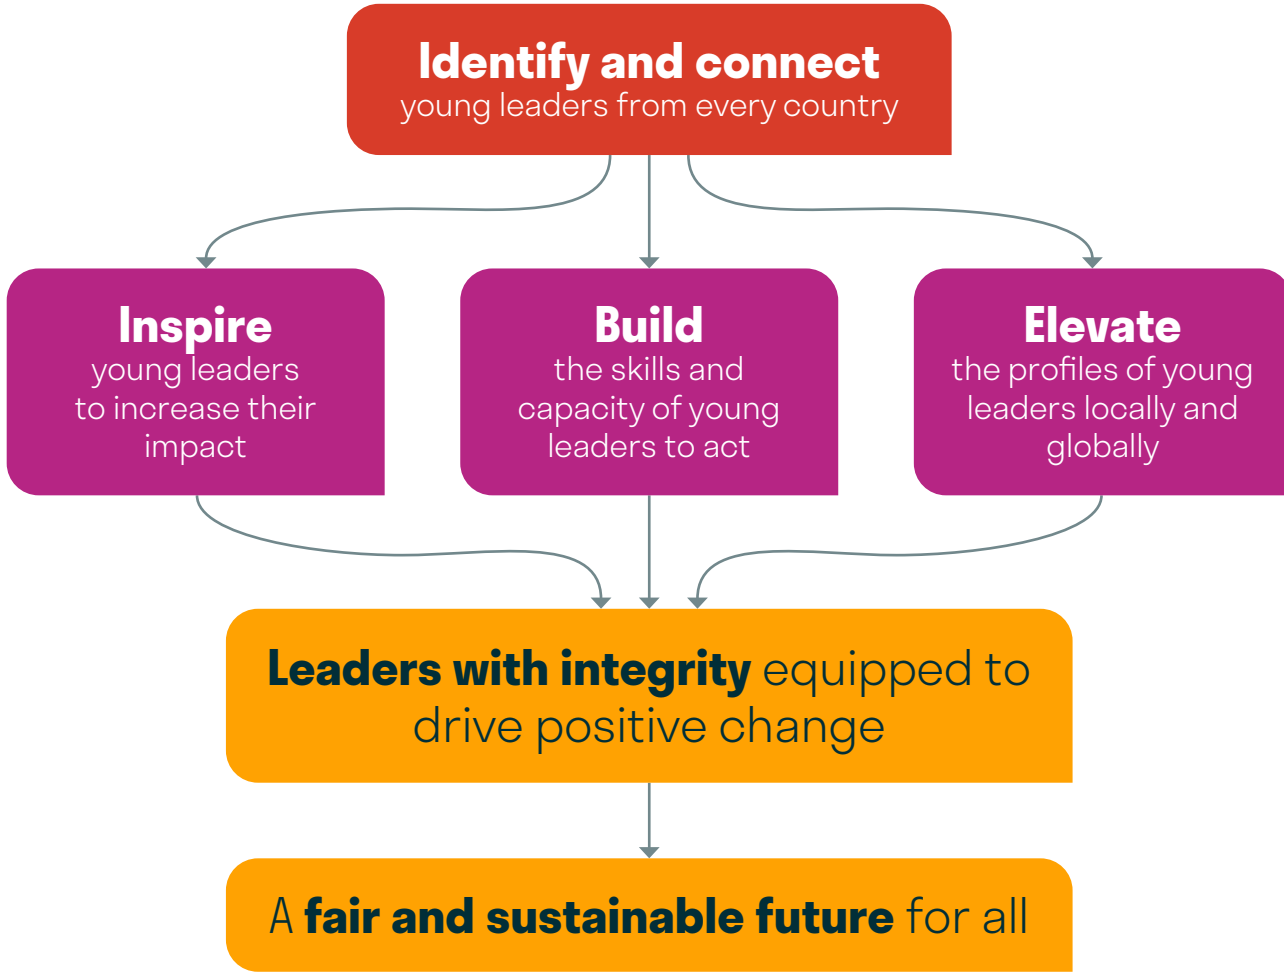 Identify and connect
young leaders from every country
Inspire
young leaders
to increase their
impact
Build
the skills and
capacity of young
leaders to act
Elevate
the profiles of young
leaders locally and
globally
Leaders with integrity equipped to
drive positive change
A fair and sustainable future for all